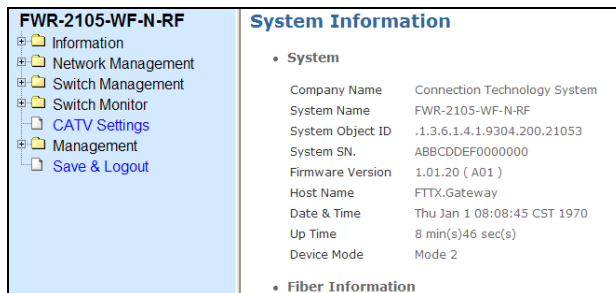 FWR-2105-WF-N-RF
Information
Network Management
Switch Management
Switch Monitor
CATV Settings
Management
Save & Logout
System Information
• System
Company Name Connection Technology System
System Name FWR-2105-WF-N-RF
System Object ID .1.3.6.1.4.1.9304.200.21053
System SN. ABBCDDEF0000000
Firmware Version 1.01.20 ( A01 )
Host Name FTTX.Gateway
Date & Time Thu Jan 1 08:08:45 CST 1970
Up Time 8 min(s)46 sec(s)
Device Mode Mode 2
• Fiber Information